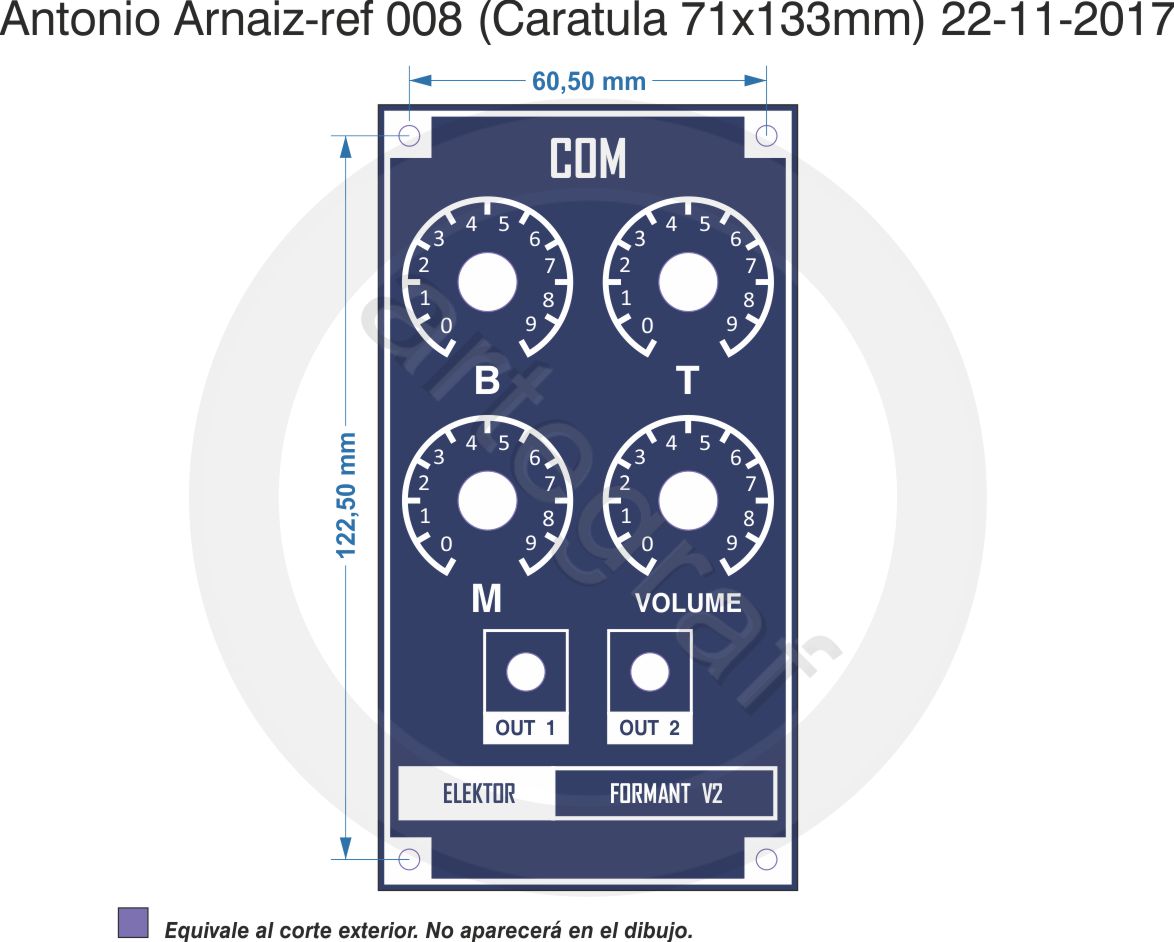 Antonio Arnaiz-ref 008 (Caratula 71x133mm) 22-11-2017
60,50 mm
122,50 mm
COM
0 1 2 3 4 5 6 7 8 9
B
0 1 2 3 4 5 6 7 8 9
T
0 1 2 3 4 5 6 7 8 9
M
0 1 2 3 4 5 6 7 8 9
VOLUME
OUT 1
OUT 2
ELEKTOR
FORMANT V2
artograf
Equivale al corte exterior. No aparecerá en el dibujo.